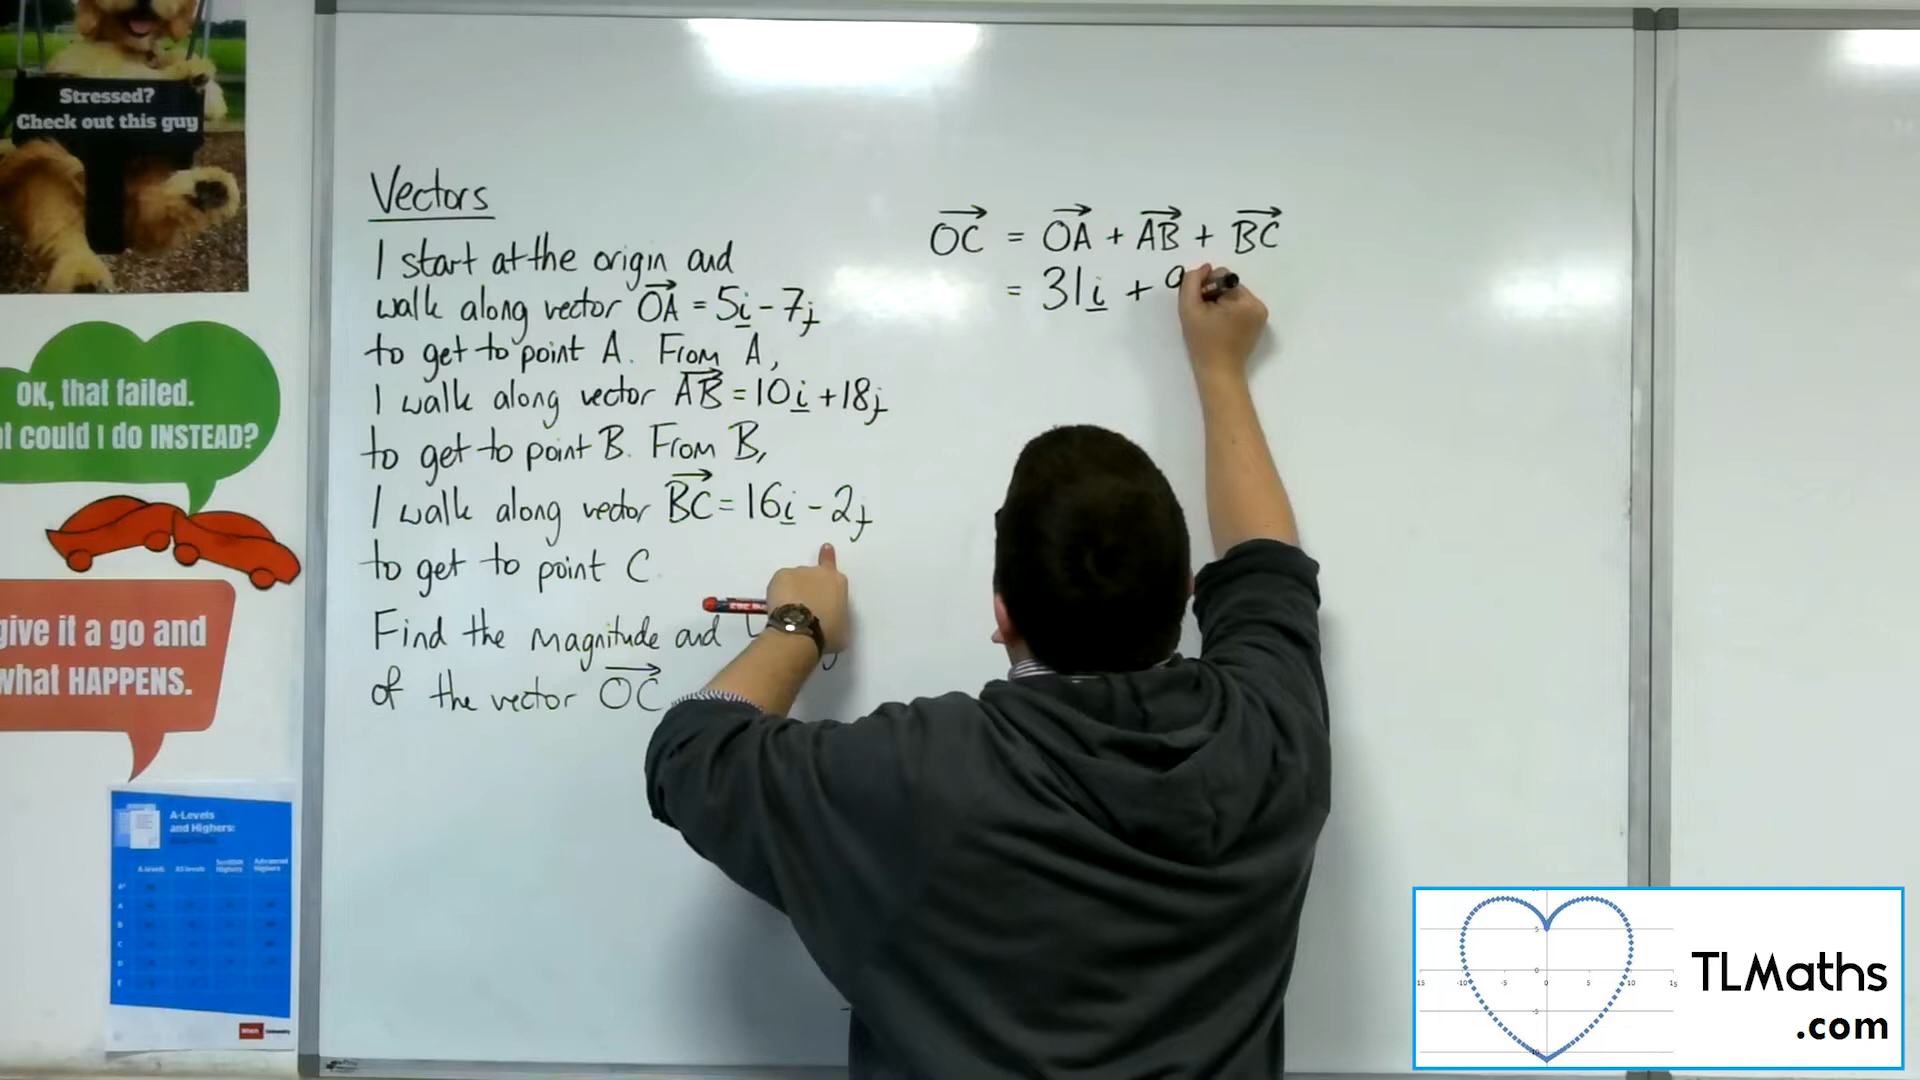 Stressed?
Check out this guy
OK, that failed.
could I do INSTEAD?
give it a go and
what HAPPENS.
A-Levels
and Highers:
Vectors
I start at the origin and
walk along vector OA = 5i - 7j
to get to point A. From A,
I walk along vector AB = 10i + 18j
to get to point B. From B,
I walk along vector BC = 16i - 2j
to get to point C.
Find the magnitude and
of the vector OC
OC = OA + AB + BC
= 31i + 9
TLMaths
.com